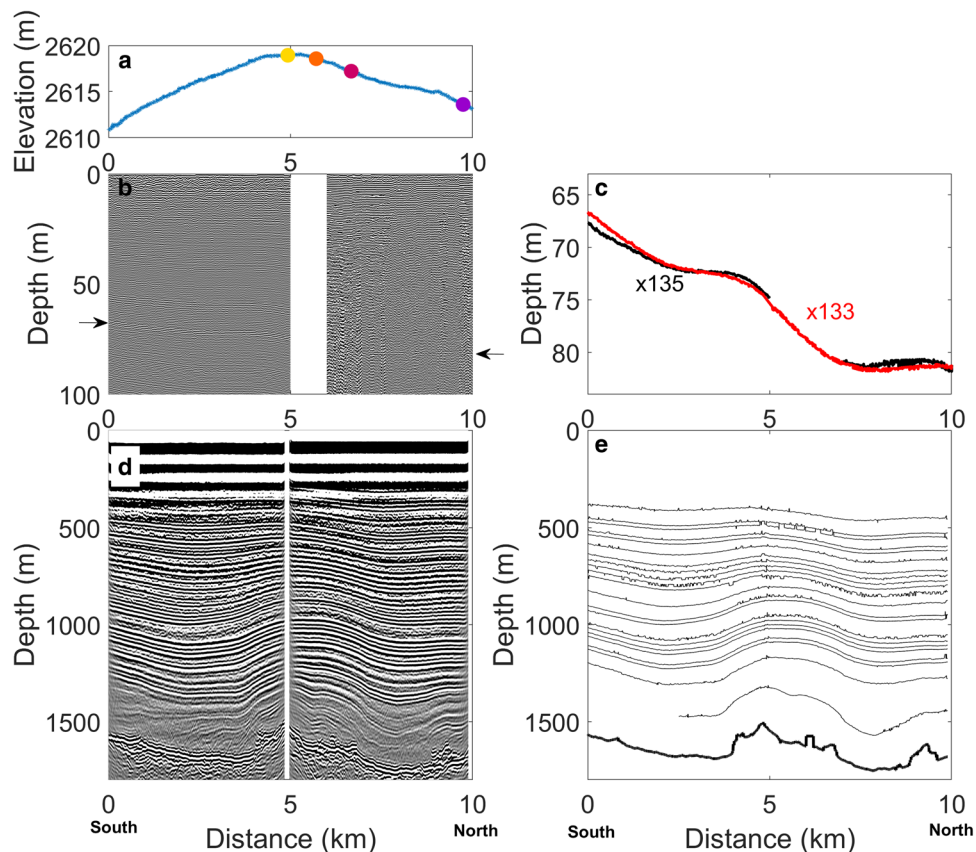 a
Elevation (m)
2620
2615
2610
0 5 10
b
Depth (m)
0
50
100
0 5 10
c
Depth (m)
65
70
75
80
x135
x133
0 5 10
d
Depth (m)
0
500
1000
1500
0 5 10
South
Distance (km)
North
e
Depth (m)
0
500
1000
1500
0 5 10
South
Distance (km)
North